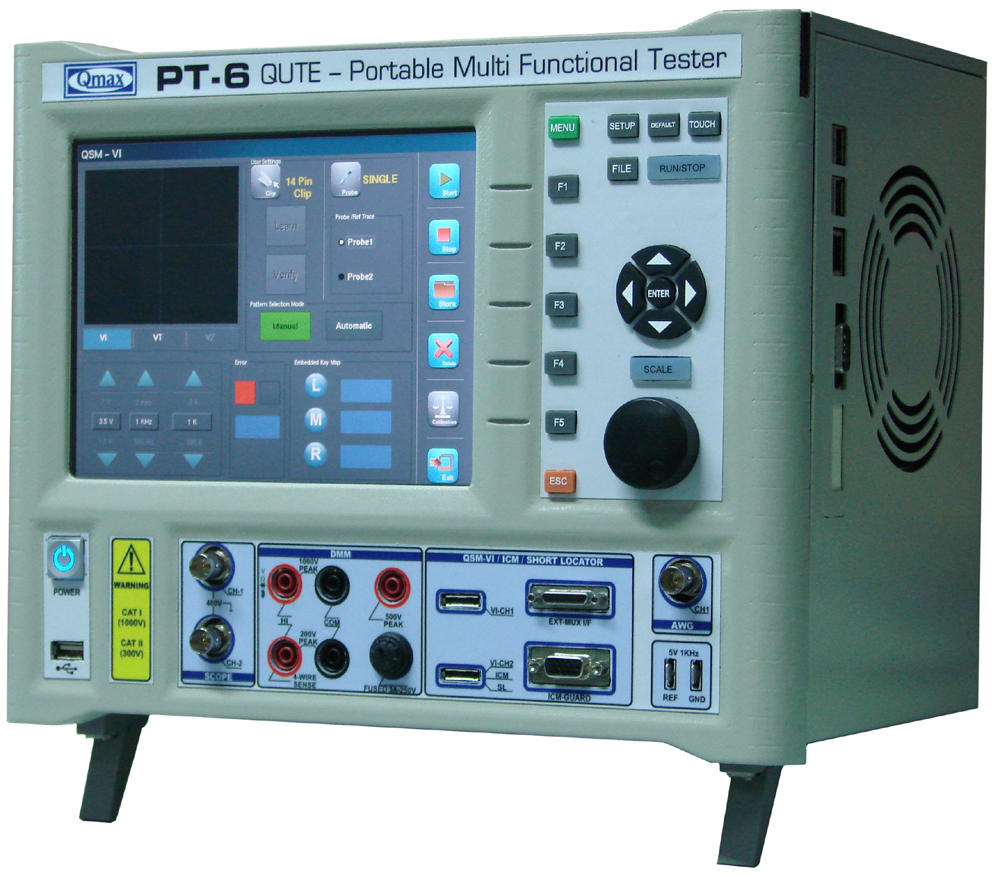 Qmax PT-6 QUTE – Portable Multi Functional Tester
QSM – VI
User Settings
Clip
14 Pin
Clip
Probe
SINGLE
Learn
Verify
Probe /Ref Trace
Probe1
Probe2
Pattern Selection Mode
Manual
Automatic
VI VT VZ
3.5 V 1 KHz 1 K
Error
Embedded Key Map
L
M
R
Start
Stop
Store
Delete
Calibration
Exit
MENU
SETUP DEFAULT TOUCH
FILE RUN/STOP
F1
F2
F3
F4
F5
ESC
ENTER
SCALE
POWER
WARNING
CAT I
(1000V)
CAT II
(300V)
CH-1
400V
CH-2
SCOPE
DMM
1000V
PEAK
HI
COM
500V
PEAK
200V
PEAK
4-WIRE
SENSE
QSM-VI / ICM / SHORT LOCATOR
VI-CH1
EXT-MUX I/F
VI-CH2
ICM
SL
ICM-GUARD
CH1
AWG
5V 1KHz
REF GND